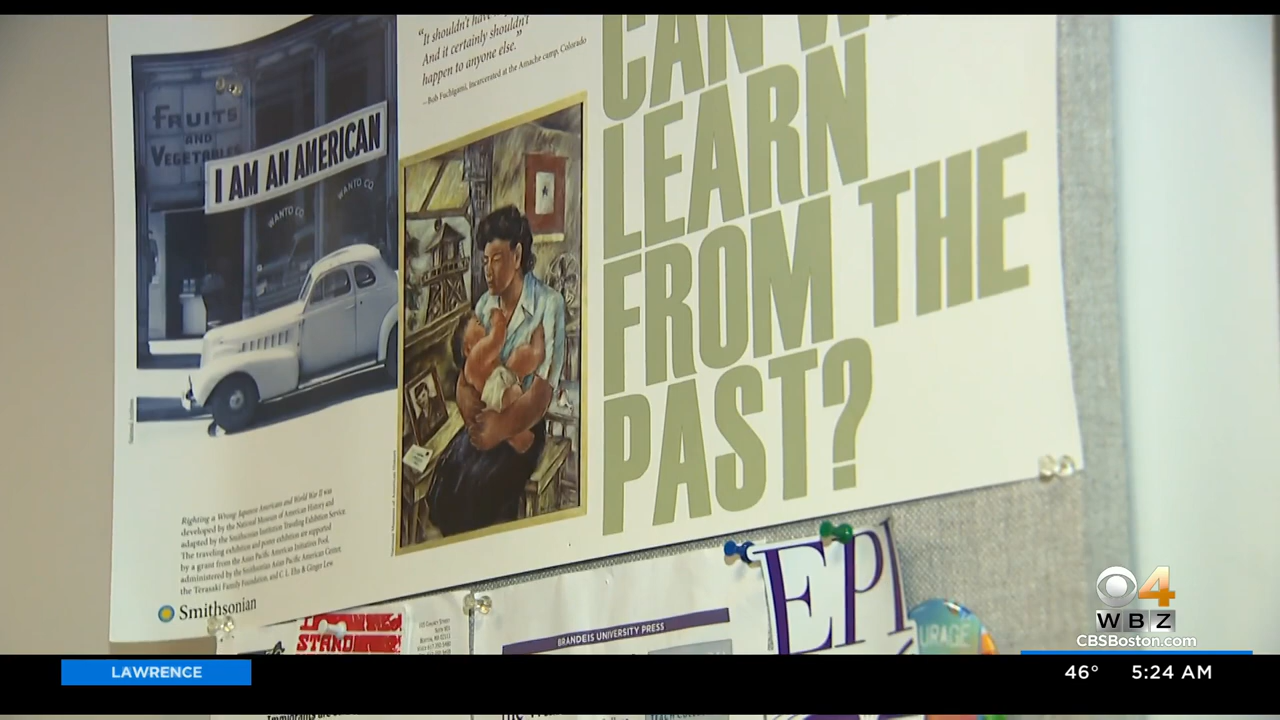 FRUITS
AND
VEGETABLES
I AM AN AMERICAN
WANTO CO.
WANTO CO
"It shouldn't have
And it certainly shouldn't
happen to anyone else."
—Bob Fuchigami, incarcerated at the Amache camp, Colorado
CAN W
LEARN
FROM THE
PAST?
Righting a Wrong: Japanese Americans and World War II was
developed by the National Museum of American History and
adapted by the Smithsonian Institution Traveling Exhibition Service.
The traveling exhibition and poster exhibition are supported
by a grant from the Asian Pacific American Initiatives Pool,
administered by the Smithsonian Asian Pacific American Center,
the Terasaki Family Foundation, and C. L. Ehn & Ginger Lew
Smithsonian
STAND
BRANDEIS UNIVERSITY PRESS
EPI
URAGE
4
WBZ
CBSBoston.com
LAWRENCE
46° 5:24 AM